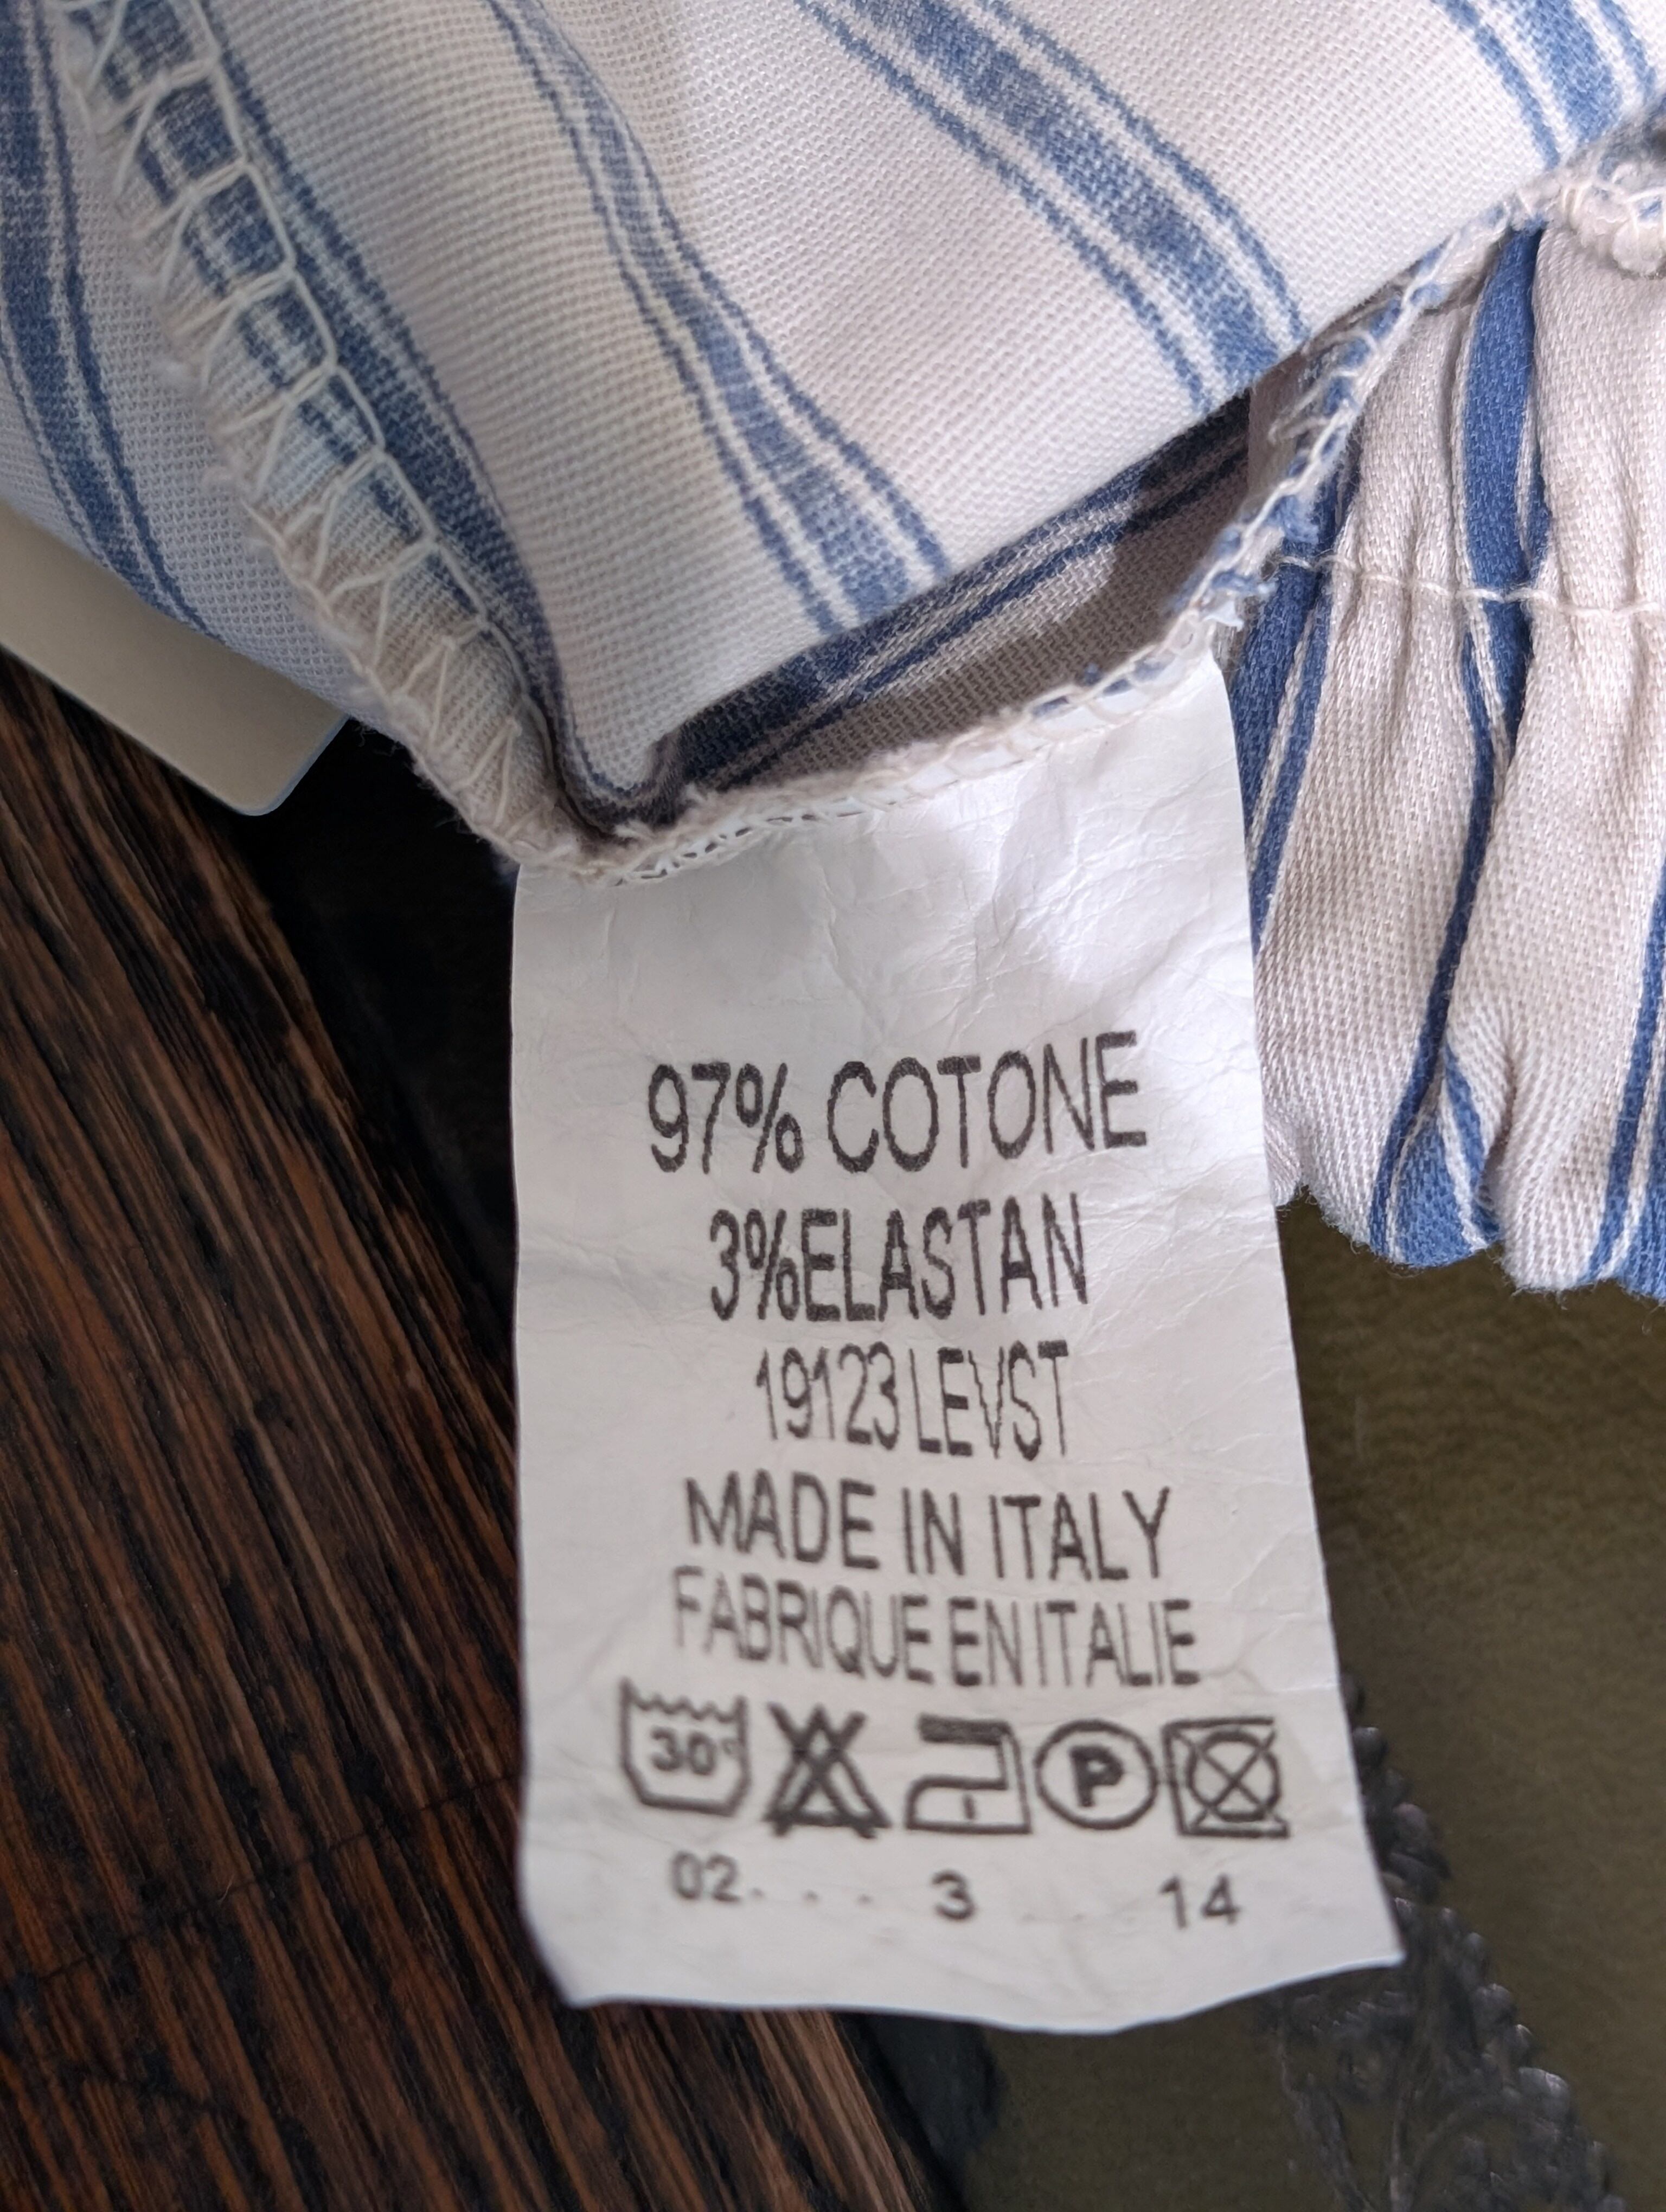 97% COTONE
3%ELASTAN
19123 LEVST
MADE IN ITALY
FABRIQUE EN ITALIE
30°
P
02. . . . 3 14